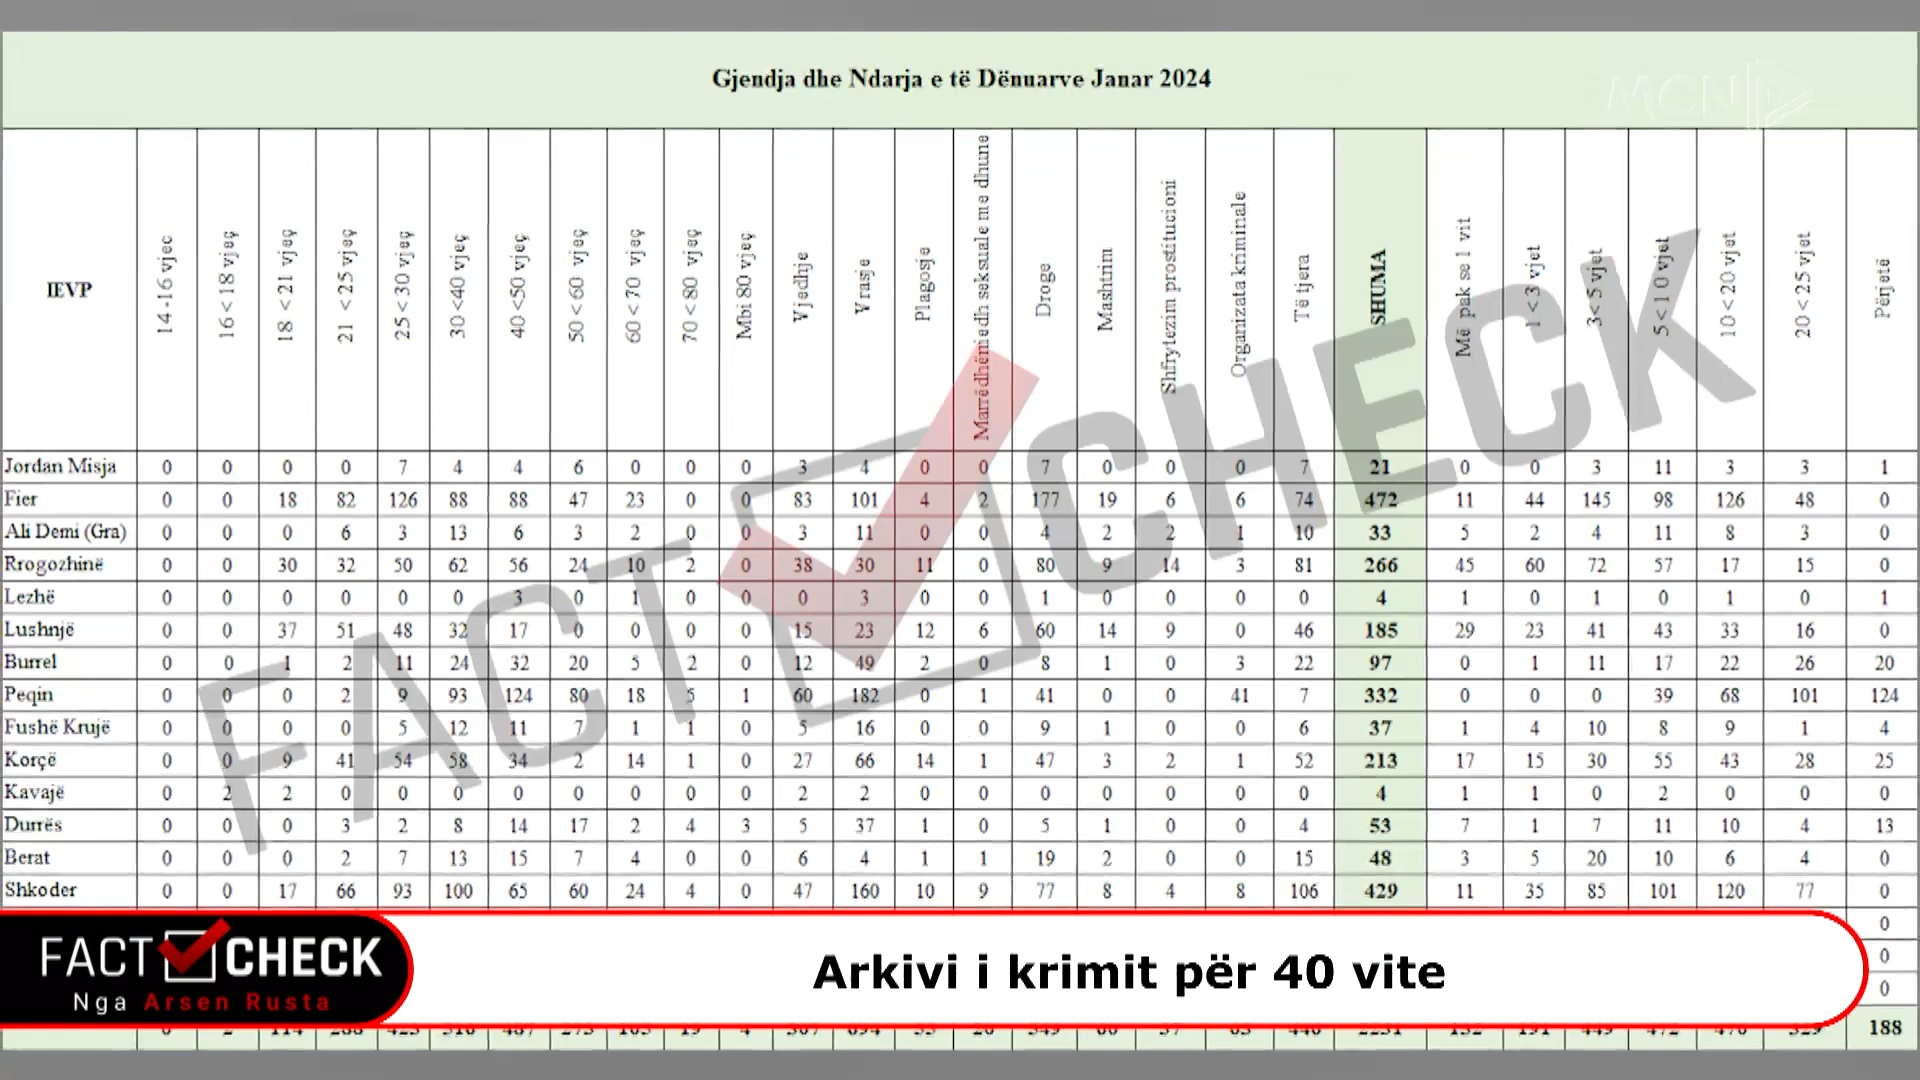 Gjendja dhe Ndarja e të Dënuarve Janar 2024
MCN
IEVP 14 -16 vjec 16 < 18 vjeç 18 < 21 vjeç 21 < 25 vjeç 25 < 30 vjeç 30 <40 vjeç 40 <50 vjeç 50 < 60 vjeç 60 < 70 vjeç 70 < 80 vjeç Mbi 80 vjeç Vjedhje Vrasje Plagosje Marrëdhëniedh seksuale me dhune Droge Mashtrim Shfrytezim prostitucioni Organizata kriminale Të tjera SHUMA Më pak se 1 vit 1 < 3 vjet 3< 5 vjet 5 < 10 vjet 10 < 20 vjet 20 < 25 vjet Përjetë
Jordan Misja 0 0 0 0 7 4 4 6 0 0 0 3 4 0 0 7 0 0 0 7 21 0 0 3 11 3 3 1
Fier 0 0 18 82 126 88 88 47 23 0 0 83 101 4 2 177 19 6 6 74 472 11 44 145 98 126 48 0
Ali Demi (Gra) 0 0 0 6 3 13 6 3 2 0 0 3 11 0 0 4 2 2 1 10 33 5 2 4 11 8 3 0
Rrogozhinë 0 0 30 32 50 62 56 24 10 2 0 38 30 11 0 80 9 14 3 81 266 45 60 72 57 17 15 0
Lezhë 0 0 0 0 0 0 3 0 1 0 0 0 3 0 0 1 0 0 0 0 4 1 0 1 0 1 0 1
Lushnjë 0 0 37 51 48 32 17 0 0 0 0 15 23 12 6 60 14 9 0 46 185 29 23 41 43 33 16 0
Burrel 0 0 1 2 11 24 32 20 5 2 0 12 49 2 0 8 1 0 3 22 97 0 1 11 17 22 26 20
Peqin 0 0 0 2 9 93 124 80 18 5 1 60 182 0 1 41 0 0 41 7 332 0 0 0 39 68 101 124
Fushë Krujë 0 0 0 0 5 12 11 7 1 1 0 5 16 0 0 9 1 0 0 6 37 1 4 10 8 9 1 4
Korçë 0 0 9 41 54 58 34 2 14 1 0 27 66 14 1 47 3 2 1 52 213 17 15 30 55 43 28 25
Kavajë 0 2 2 0 0 0 0 0 0 0 0 2 2 0 0 0 0 0 0 0 4 1 1 0 2 0 0 0
Durrës 0 0 0 3 2 8 14 17 2 4 3 5 37 1 0 5 1 0 0 4 53 7 1 7 11 10 4 13
Berat 0 0 0 2 7 13 15 7 4 0 0 6 4 1 1 19 2 0 0 15 48 3 5 20 10 6 4 0
Shkoder 0 0 17 66 93 100 65 60 24 4 0 47 160 10 9 77 8 4 8 106 429 11 35 85 101 120 77 0
0
0
0
188
FACT CHECK
FACT CHECK
Nga Arsen Rusta
Arkivi i krimit për 40 vite